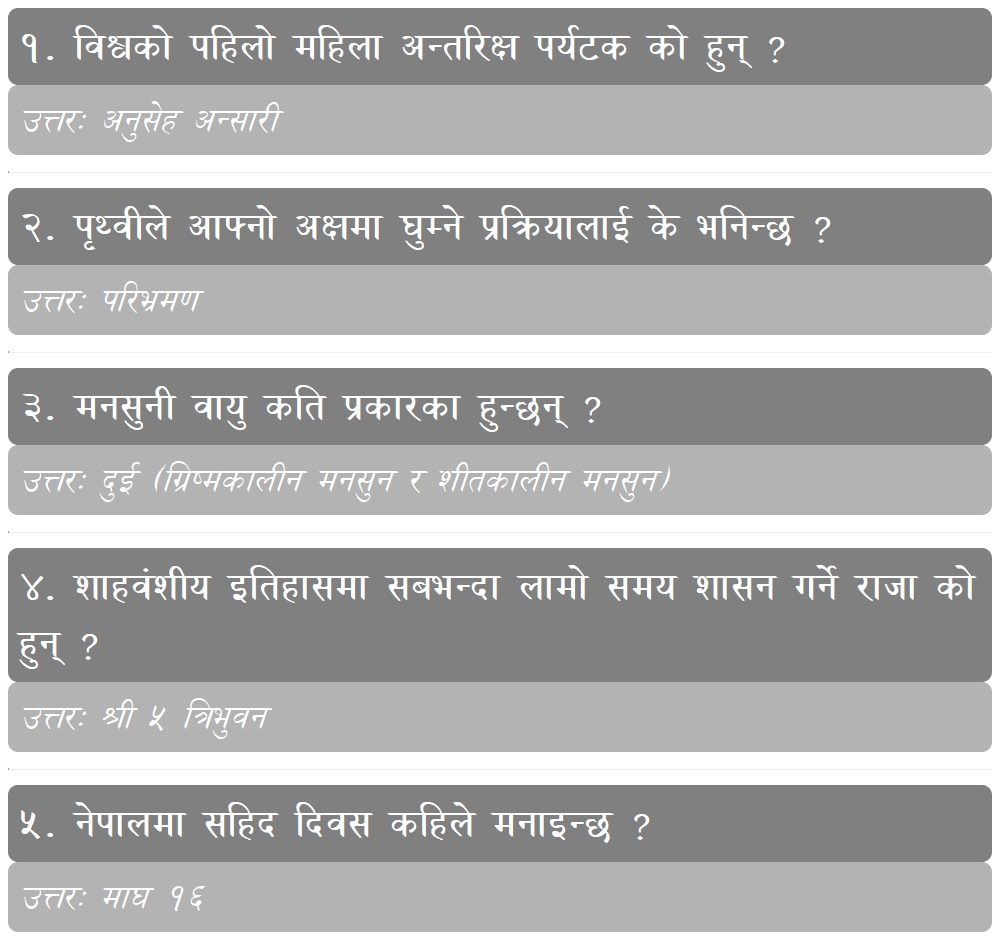 १. विश्वको पहिलो महिला अन्तरिक्ष पर्यटक को हुन् ?
उत्तरः अनुसेह अन्सारी
२. पृथ्वीले आफ्नो अक्षमा घुम्ने प्रक्रियालाई के भनिन्छ ?
उत्तरः परिभ्रमण
३. मनसुनी वायु कति प्रकारका हुन्छन् ?
उत्तरः दुई (ग्रिष्मकालीन मनसुन र शीतकालीन मनसुन)
४. शाहवंशीय इतिहासमा सबभन्दा लामो समय शासन गर्ने राजा को
हुन् ?
उत्तरः श्री ५ त्रिभुवन
५. नेपालमा सहिद दिवस कहिले मनाइन्छ ?
उत्तरः माघ १६